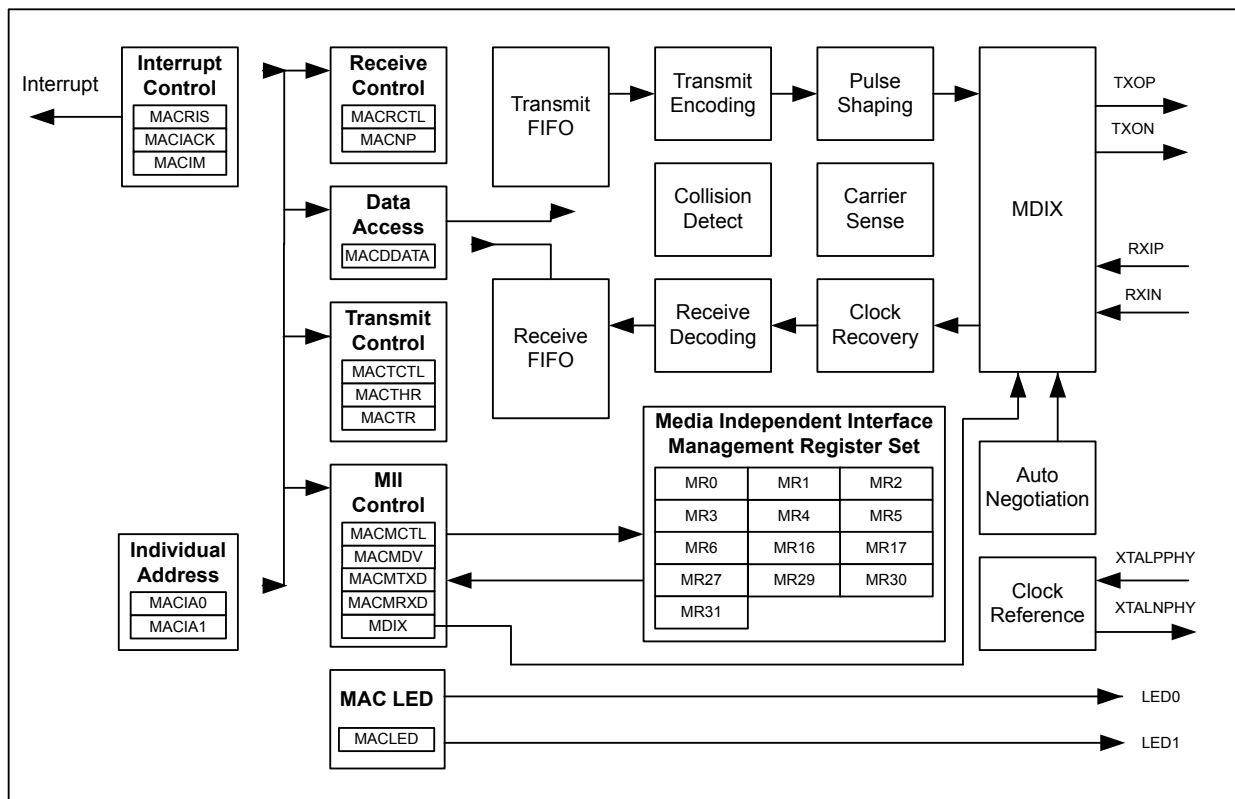 Interrupt
Interrupt
Control
MACRIS
MACIACK
MACIM
Individual
Address
MACIA0
MACIA1
Receive
Control
MACRCTL
MACNP
Data
Access
MACDDATA
Transmit
Control
MACTCTL
MACTHR
MACTR
MII
Control
MACMCTL
MACMDV
MACMTXD
MACMRXD
MDIX
MAC LED
MACLED
Transmit
FIFO
Receive
FIFO
Transmit
Encoding
Pulse
Shaping
Collision
Detect
Carrier
Sense
Receive
Decoding
Clock
Recovery
MDIX
TXOP
TXON
RXIP
RXIN
Media Independent Interface
Management Register Set
MR0 MR1 MR2
MR3 MR4 MR5
MR6 MR16 MR17
MR27 MR29 MR30
MR31
Auto
Negotiation
Clock
Reference
XTALPPHY
XTALNPHY
LED0
LED1